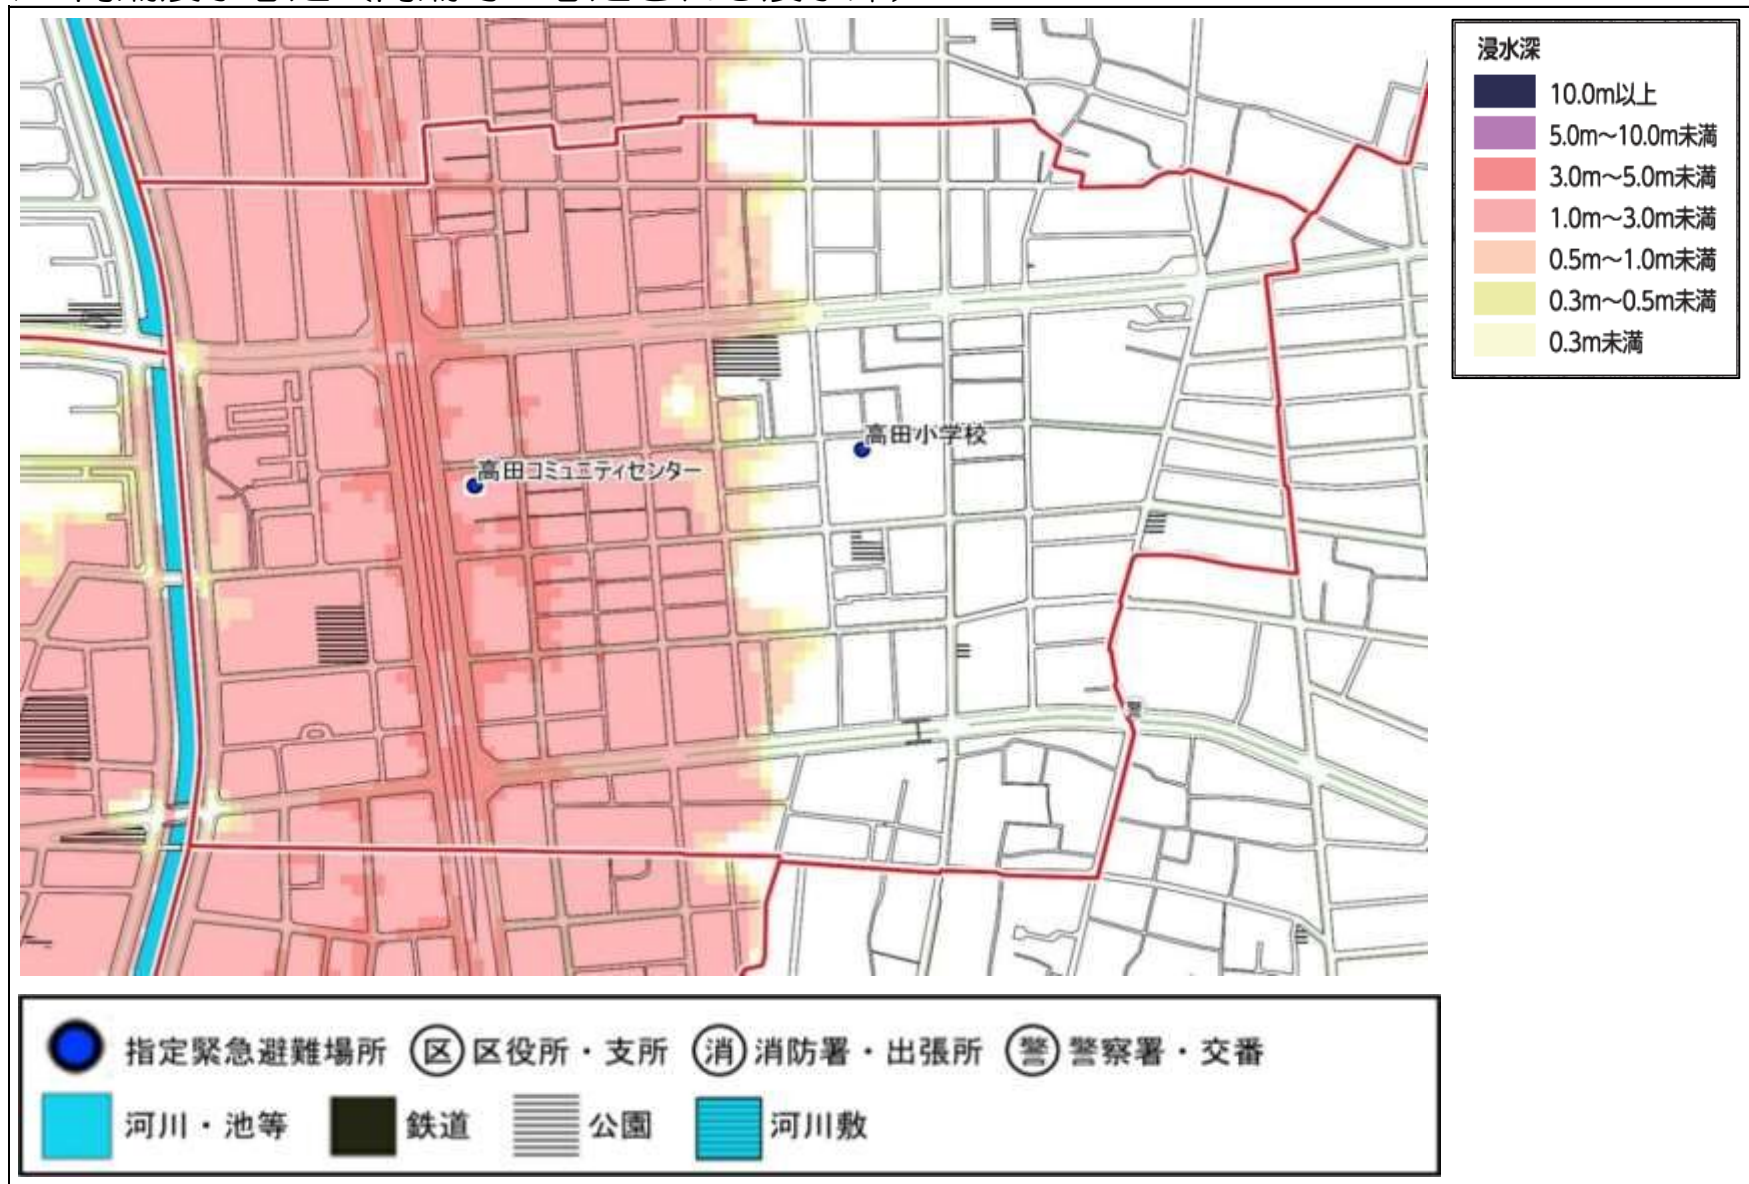 浸水深
10.0m以上
5.0m～10.0m未満
3.0m～5.0m未満
1.0m～3.0m未満
0.5m～1.0m未満
0.3m～0.5m未満
0.3m未満
高田小学校
高田コミュニティセンター
指定緊急避難場所 区 区役所・支所 消 消防署・出張所 警 警察署・交番
河川・池等 鉄道 公園 河川敷